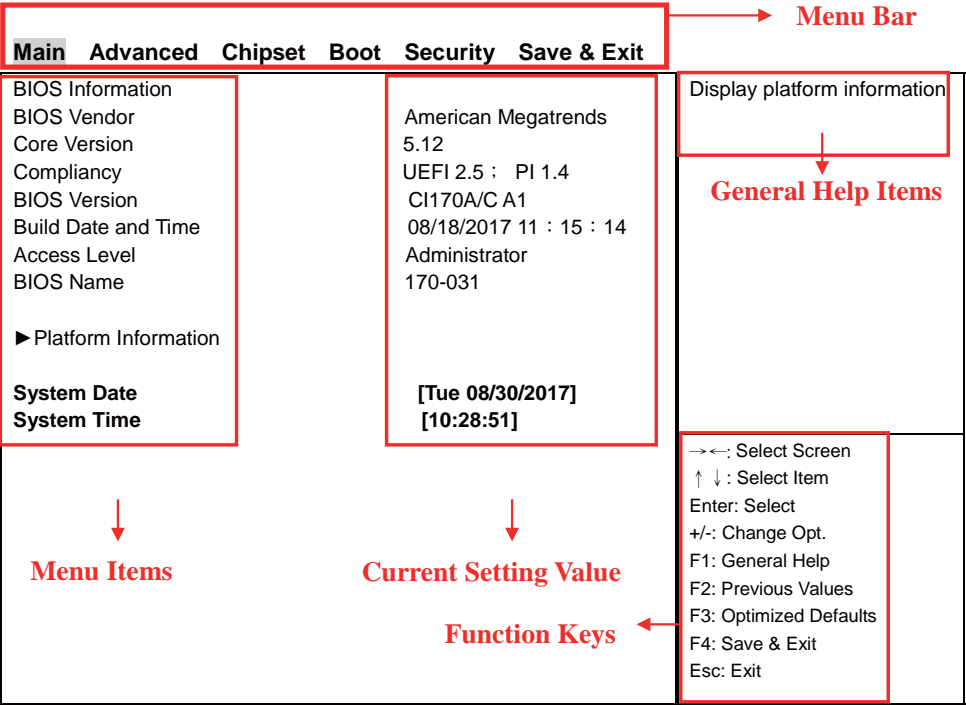 Menu Bar
Main Advanced Chipset Boot Security Save & Exit
BIOS Information
BIOS Vendor American Megatrends
Core Version 5.12
Compliancy UEFI 2.5； PI 1.4
BIOS Version CI170A/C A1
Build Date and Time 08/18/2017 11：15：14
Access Level Administrator
BIOS Name 170-031
►Platform Information
System Date [Tue 08/30/2017]
System Time [10:28:51]
Display platform information
General Help Items
Menu Items
Current Setting Value
Function Keys
→←: Select Screen
↑↓: Select Item
Enter: Select
+/-: Change Opt.
F1: General Help
F2: Previous Values
F3: Optimized Defaults
F4: Save & Exit
Esc: Exit